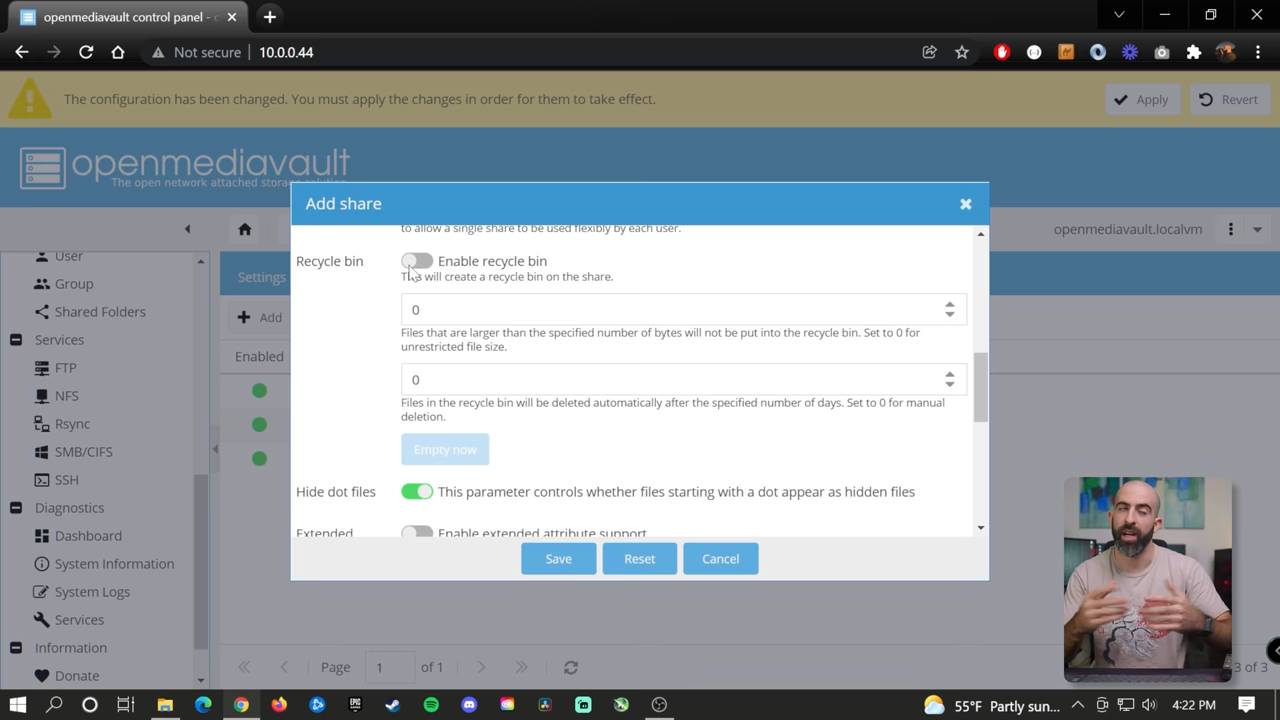 openmediavault control panel - c
Not secure
10.0.0.44
The configuration has been changed. You must apply the changes in order for them to take effect.
Apply
Revert
openmediavault
The open network attached storage solution
openmediavault.localvm
Add share
to allow a single share to be used flexibly by each user.
Recycle bin
Enable recycle bin
This will create a recycle bin on the share.
0
Files that are larger than the specified number of bytes will not be put into the recycle bin. Set to 0 for
unrestricted file size.
0
Files in the recycle bin will be deleted automatically after the specified number of days. Set to 0 for manual
deletion.
Empty now
Hide dot files
This parameter controls whether files starting with a dot appear as hidden files
Extended
Enable extended attribute support
Save
Reset
Cancel
User
Group
Shared Folders
Services
FTP
NFS
Rsync
SMB/CIFS
SSH
Diagnostics
Dashboard
System Information
System Logs
Services
Information
Donate
Settings
Add
Enabled
Page
1
of 1
3 of 3
EPIC
55°F Partly sun...
4:22 PM